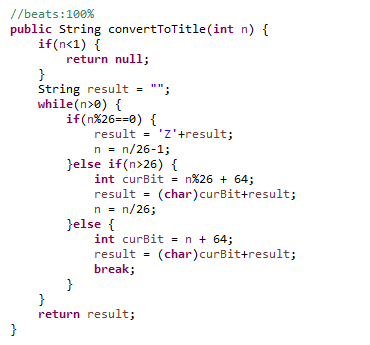 //beats:100%
public String convertToTitle(int n) {
    if(n<1) {
        return null;
    }
    String result = "";
    while(n>0) {
        if(n%26==0) {
            result = 'Z'+result;
            n = n/26-1;
        }else if(n>26) {
            int curBit = n%26 + 64;
            result = (char)curBit+result;
            n = n/26;
        }else {
            int curBit = n + 64;
            result = (char)curBit+result;
            break;
        }
    }
    return result;
}